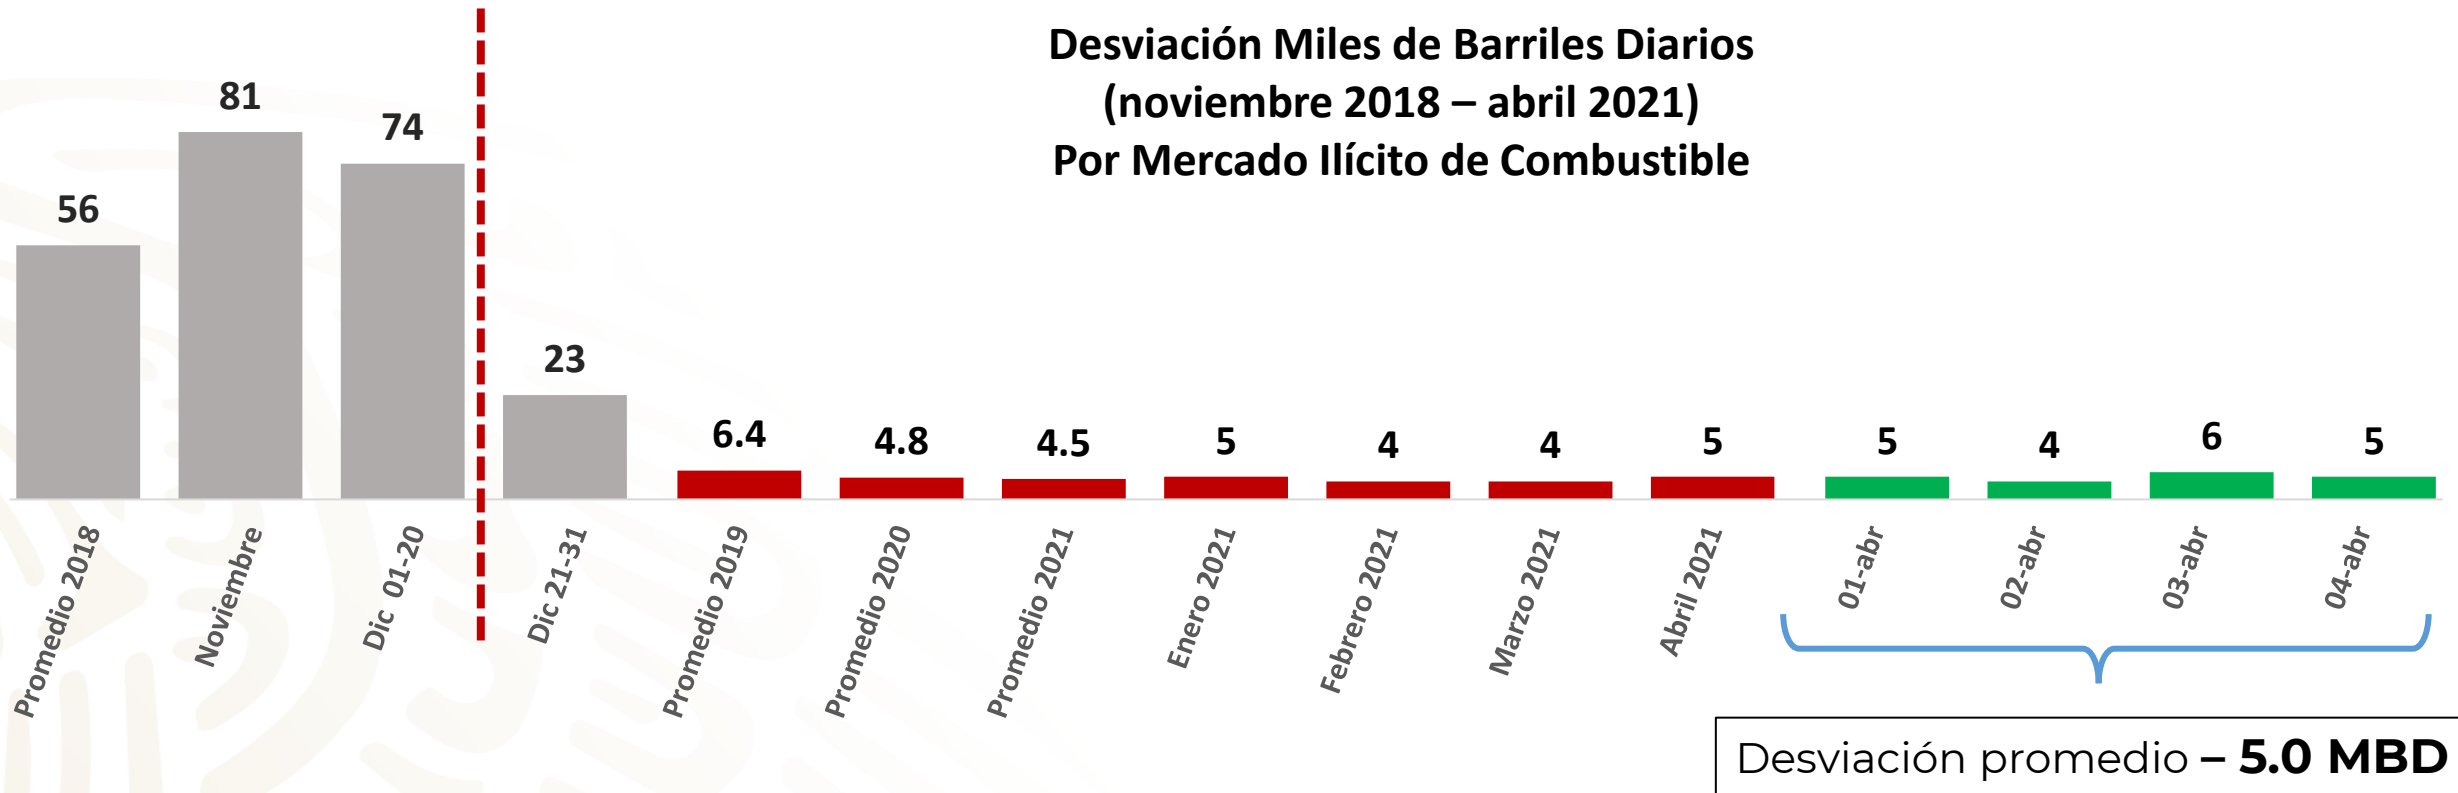 Desviación Miles de Barriles Diarios
(noviembre 2018 – abril 2021)
Por Mercado Ilícito de Combustible
56
81
74
23
6.4
4.8
4.5
5
4
4
5
5
4
6
5
Promedio 2018
Noviembre
Dic 01-20
Dic 21-31
Promedio 2019
Promedio 2020
Promedio 2021
Enero 2021
Febrero 2021
Marzo 2021
Abril 2021
01-abr
02-abr
03-abr
04-abr
Desviación promedio – 5.0 MBD